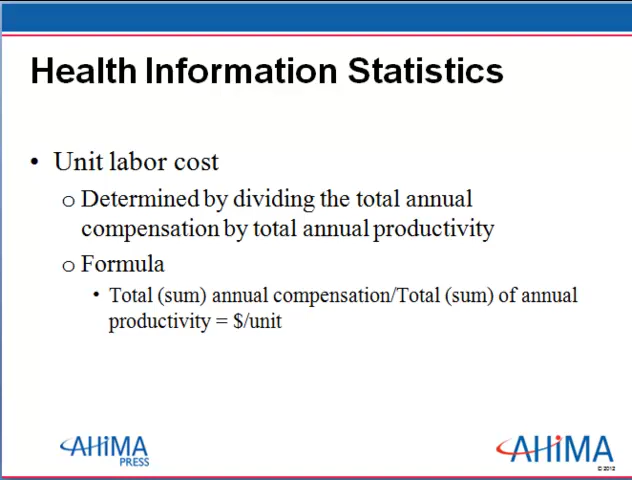 Health Information Statistics
• Unit labor cost
o Determined by dividing the total annual
compensation by total annual productivity
o Formula
• Total (sum) annual compensation/Total (sum) of annual
productivity = $/unit
AHiMA
PRESS
AHiMA
© 2012